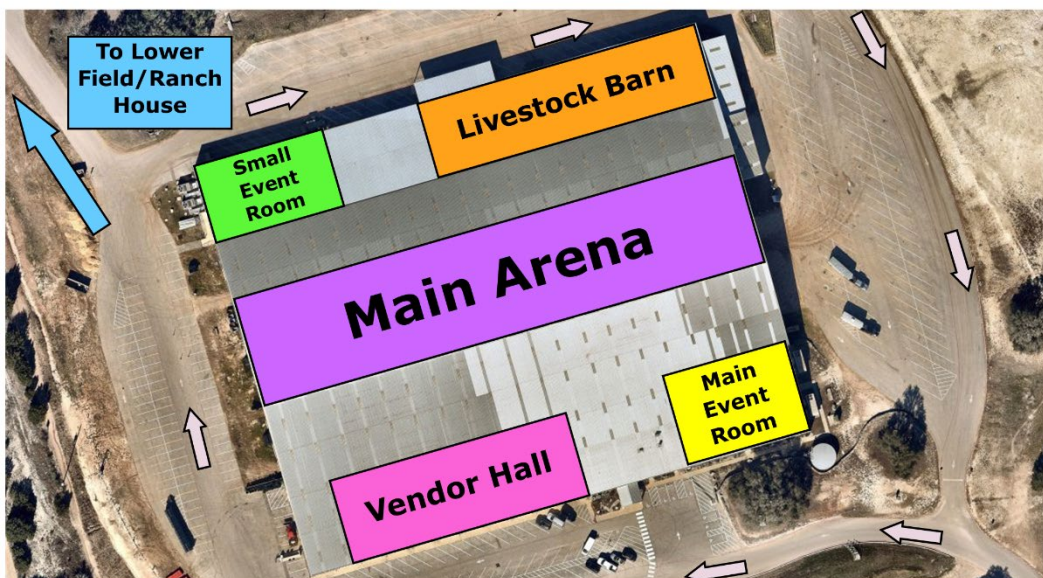 To Lower
Field/Ranch
House
Livestock Barn
Small
Event
Room
Main Arena
Main
Event
Room
Vendor Hall